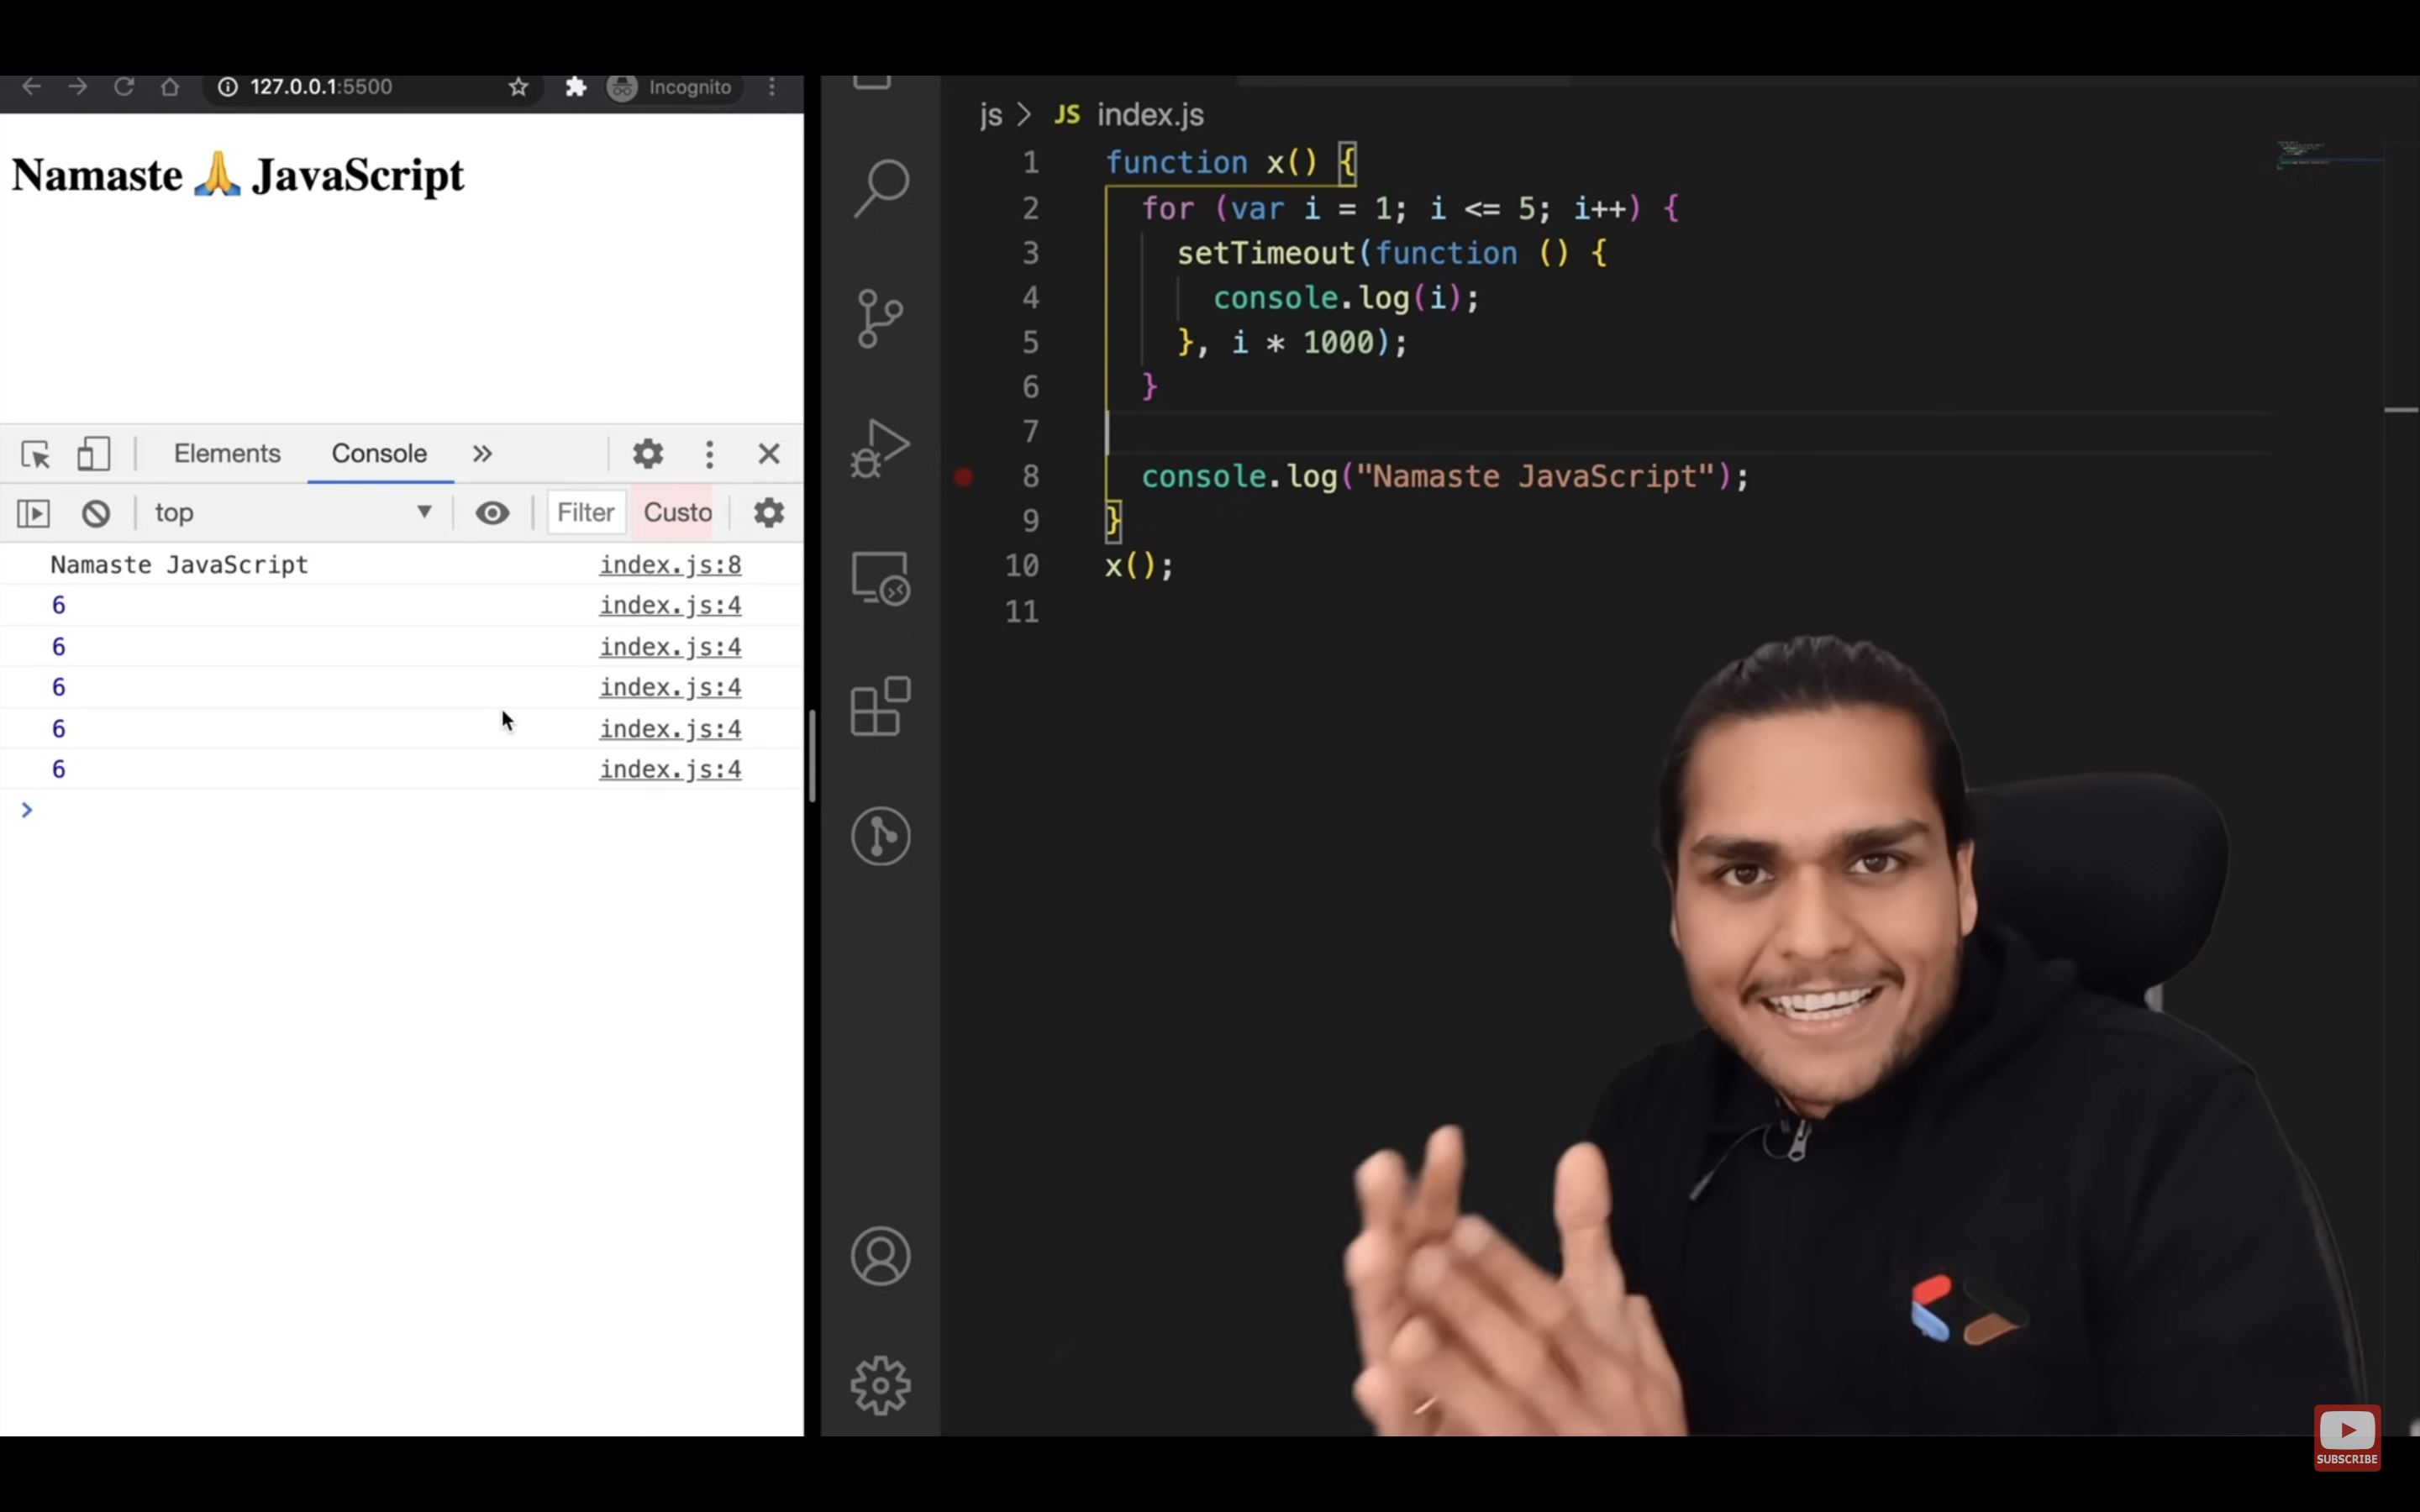 127.0.0.1:5500
Incognito
Namaste 🙏 JavaScript
Elements Console
top Filter Custo
Namaste JavaScript index.js:8
6 index.js:4
6 index.js:4
6 index.js:4
6 index.js:4
6 index.js:4
js > JS index.js
1 function x() {
2 for (var i = 1; i <= 5; i++) {
3 setTimeout(function () {
4 console.log(i);
5 }, i * 1000);
6 }
7
8 console.log("Namaste JavaScript");
9 }
10 x();
11
SUBSCRIBE